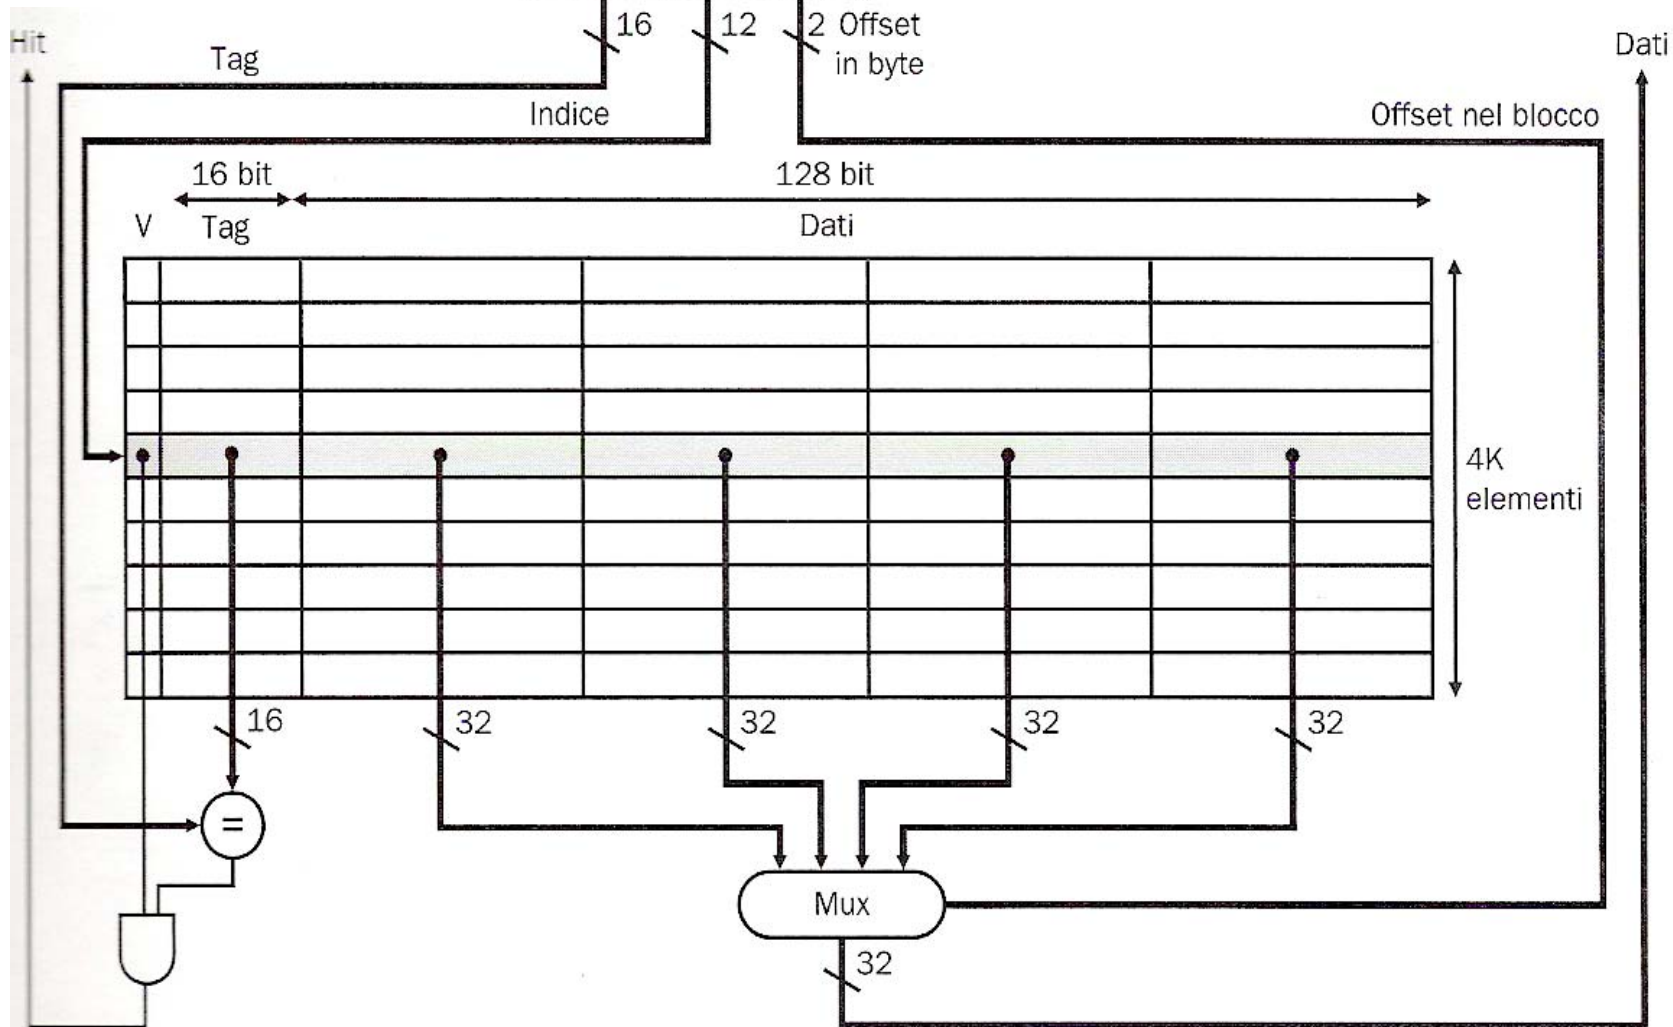 Hit
16
12
2 Offset
in byte
Dati
Tag
Indice
Offset nel blocco
16 bit
128 bit
V
Tag
Dati
4K
elementi
16
32
32
32
32
=
Mux
32